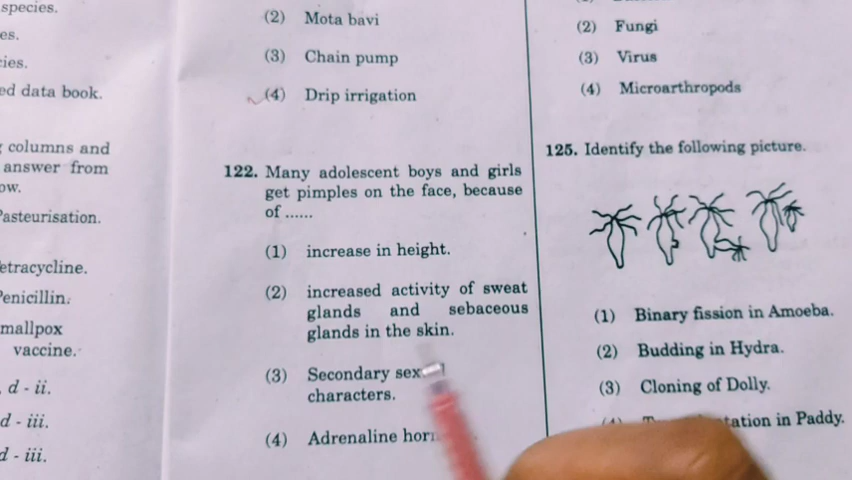 species.
es.
cies.
ed data book.
columns and
answer from
ow.
Pasteurisation.
etracycline.
Penicillin.
mallpox
vaccine.
d - ii.
d - iii.
d - iii.
(2) Mota bavi
(3) Chain pump
(4) Drip irrigation
122. Many adolescent boys and girls
get pimples on the face, because
of ......
(1) increase in height.
(2) increased activity of sweat
glands and sebaceous
glands in the skin.
(3) Secondary sex
characters.
(4) Adrenaline
(2) Fungi
(3) Virus
(4) Microarthropods
125. Identify the following picture.
(1) Binary fission in Amoeba.
(2) Budding in Hydra.
(3) Cloning of Dolly.
in Paddy.